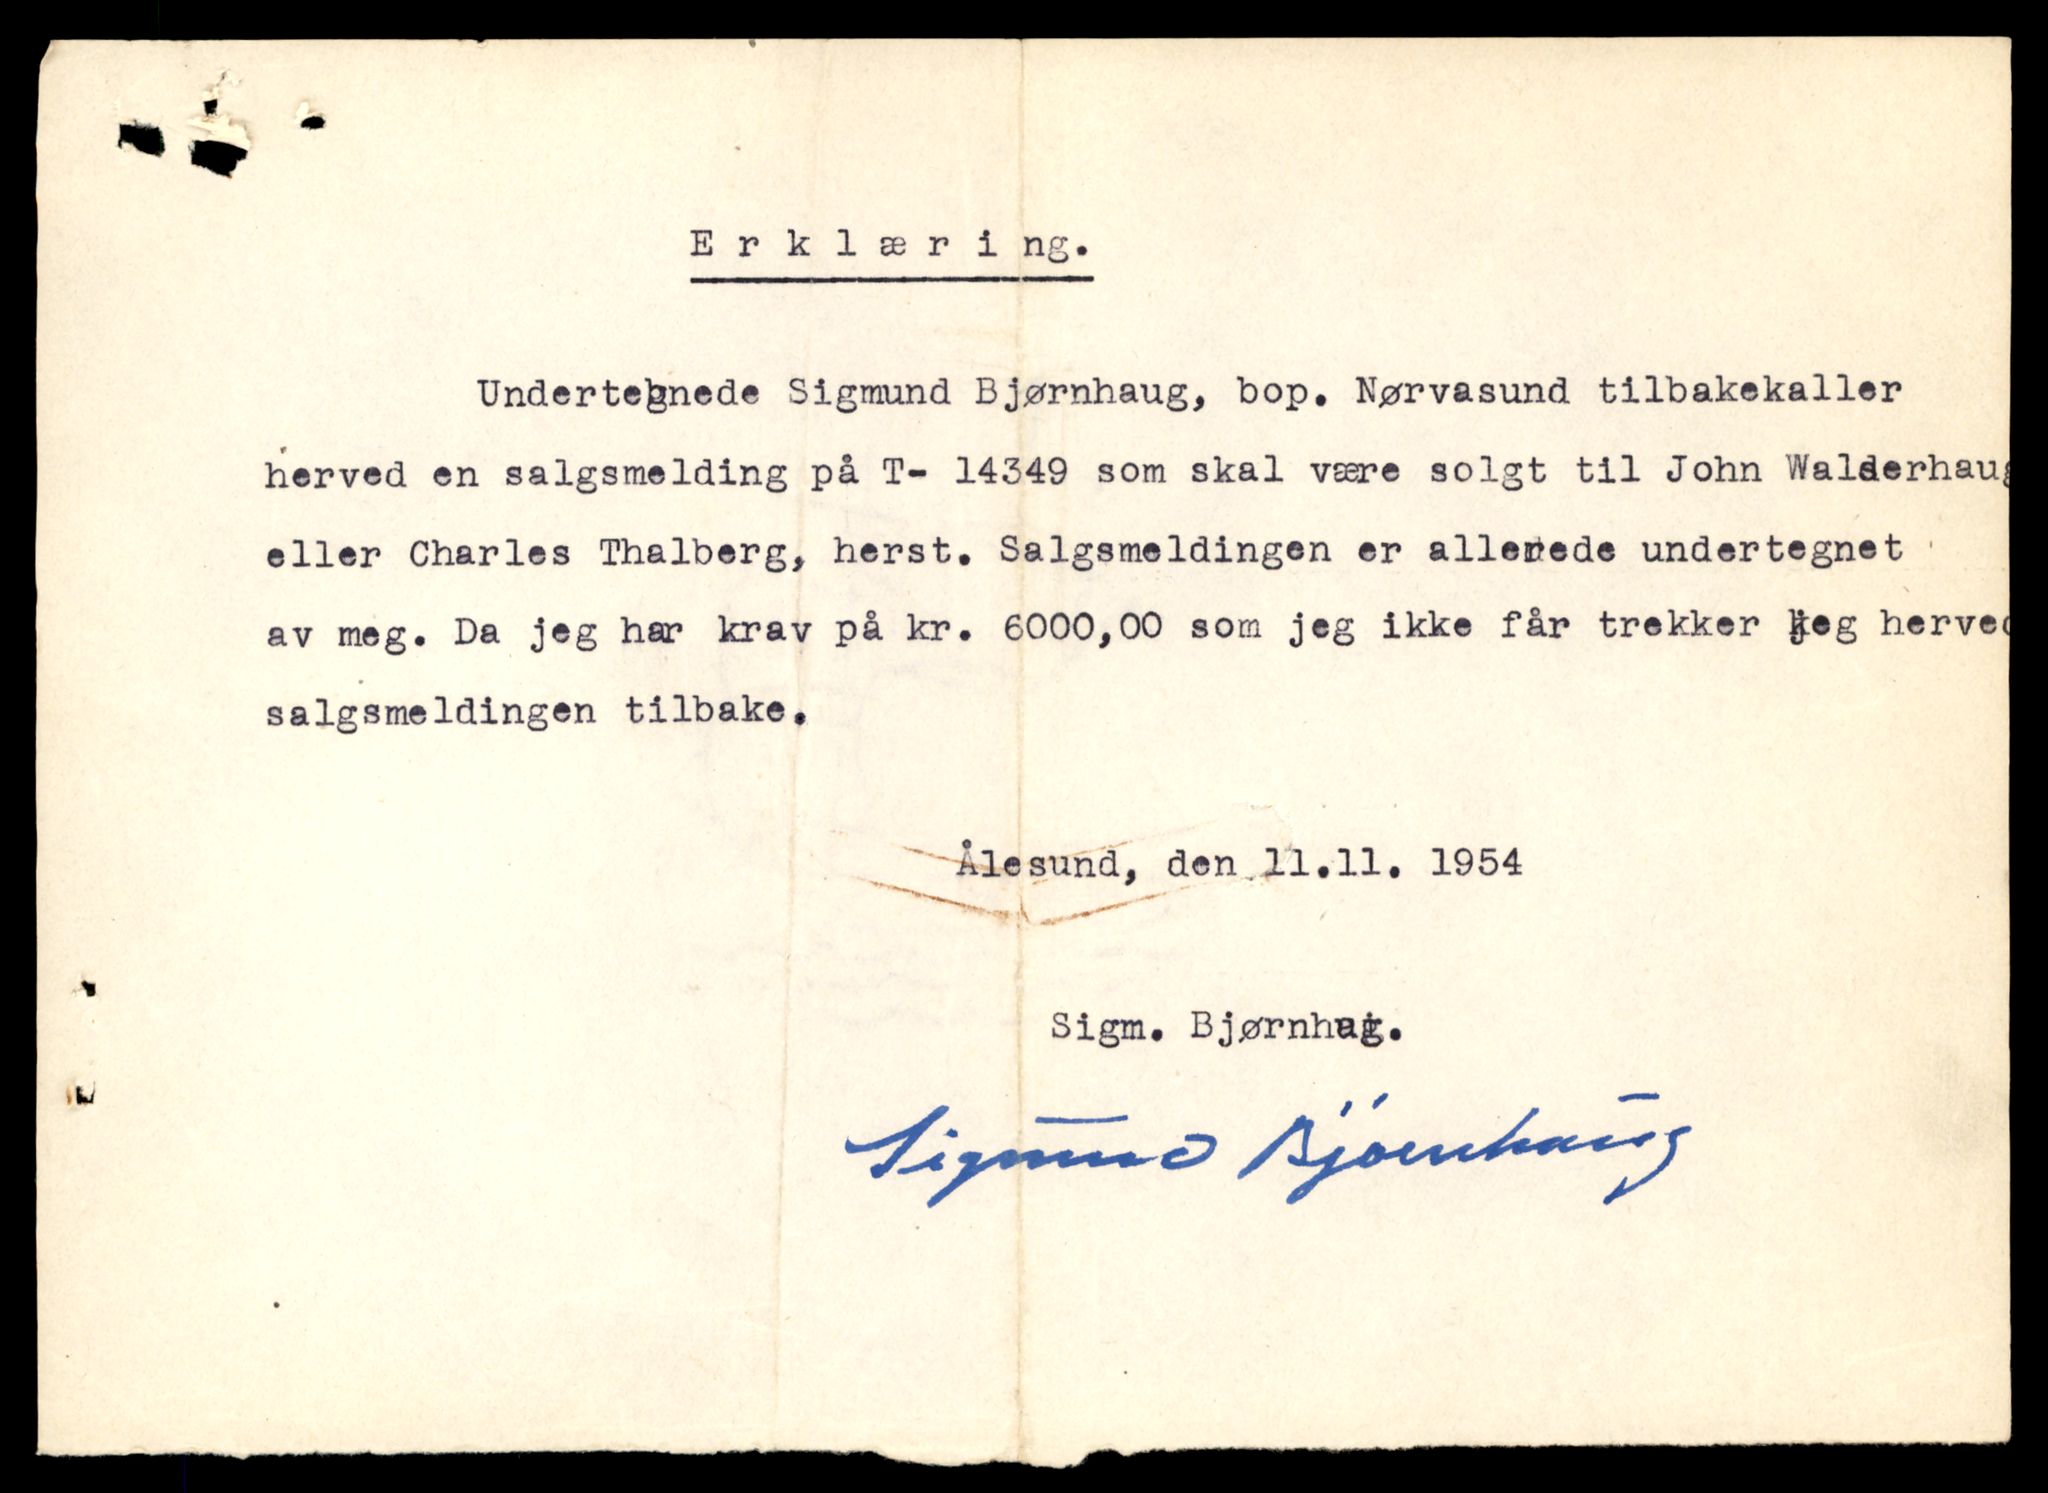 E r k l æ r i ng.
Undertegnede Sigmund Bjørnhaug, bop. Nørvasund tilbakekaller
herved en salgsmelding på T- 14349 som skal være solgt til John Walderhaug
eller Charles Thalberg, herst. Salgsmeldingen er allerede undertegnet
av meg. Da jeg har krav på kr. 6000,00 som jeg ikke får trekker jeg herved
salgsmeldingen tilbake.
Ålesund, den 11.11. 1954
Sigm. Bjørnhaug.
Sigmund Bjørnhaug